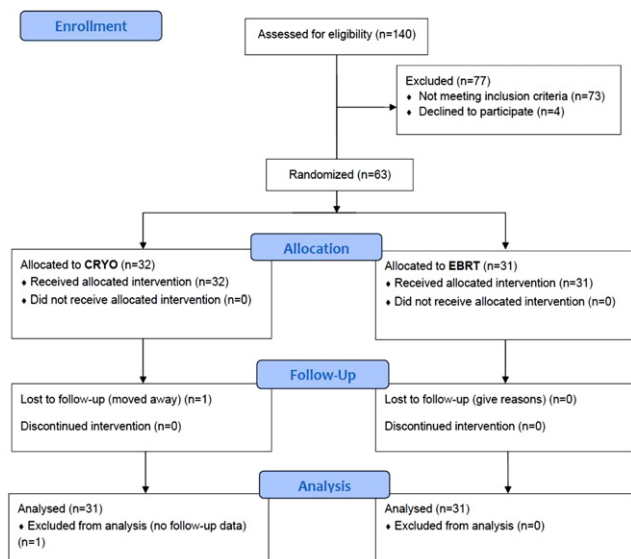 Enrollment
Assessed for eligibility (n=140)
Excluded (n=77)
♦ Not meeting inclusion criteria (n=73)
♦ Declined to participate (n=4)
Randomized (n=63)
Allocation
Allocated to CRYO (n=32)
♦ Received allocated intervention (n=32)
♦ Did not receive allocated intervention (n=0)
Allocated to EBRT (n=31)
♦ Received allocated intervention (n=31)
♦ Did not receive allocated intervention (n=0)
Follow-Up
Lost to follow-up (moved away) (n=1)
Discontinued intervention (n=0)
Lost to follow-up (give reasons) (n=0)
Discontinued intervention (n=0)
Analysis
Analysed (n=31)
♦ Excluded from analysis (no follow-up data)
(n=1)
Analysed (n=31)
♦ Excluded from analysis (n=0)